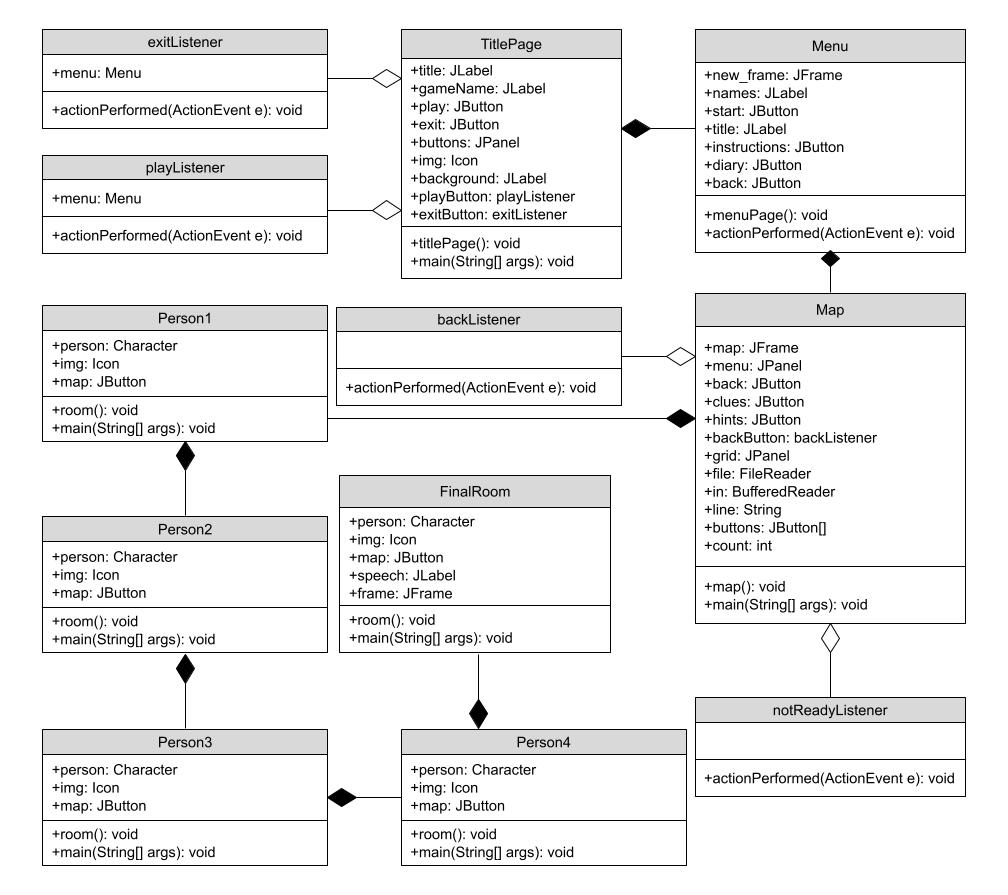 exitListener
+menu: Menu
+actionPerformed(ActionEvent e): void
TitlePage
+title: JLabel
+gameName: JLabel
+play: JButton
+exit: JButton
+buttons: JPanel
+img: Icon
+background: JLabel
+playButton: playListener
+exitButton: exitListener
+titlePage(): void
+main(String[] args): void
Menu
+new_frame: JFrame
+names: JLabel
+start: JButton
+title: JLabel
+instructions: JButton
+diary: JButton
+back: JButton
+menuPage(): void
+actionPerformed(ActionEvent e): void
playListener
+menu: Menu
+actionPerformed(ActionEvent e): void
Person1
+person: Character
+img: Icon
+map: JButton
+room(): void
+main(String[] args): void
backListener
+actionPerformed(ActionEvent e): void
Map
+map: JFrame
+menu: JPanel
+back: JButton
+clues: JButton
+hints: JButton
+backButton: backListener
+grid: JPanel
+file: FileReader
+in: BufferedReader
+line: String
+buttons: JButton[]
+count: int
+map(): void
+main(String[] args): void
Person2
+person: Character
+img: Icon
+map: JButton
+room(): void
+main(String[] args): void
FinalRoom
+person: Character
+img: Icon
+map: JButton
+speech: JLabel
+frame: JFrame
+room(): void
+main(String[] args): void
Person3
+person: Character
+img: Icon
+map: JButton
+room(): void
+main(String[] args): void
Person4
+person: Character
+img: Icon
+map: JButton
+room(): void
+main(String[] args): void
notReadyListener
+actionPerformed(ActionEvent e): void